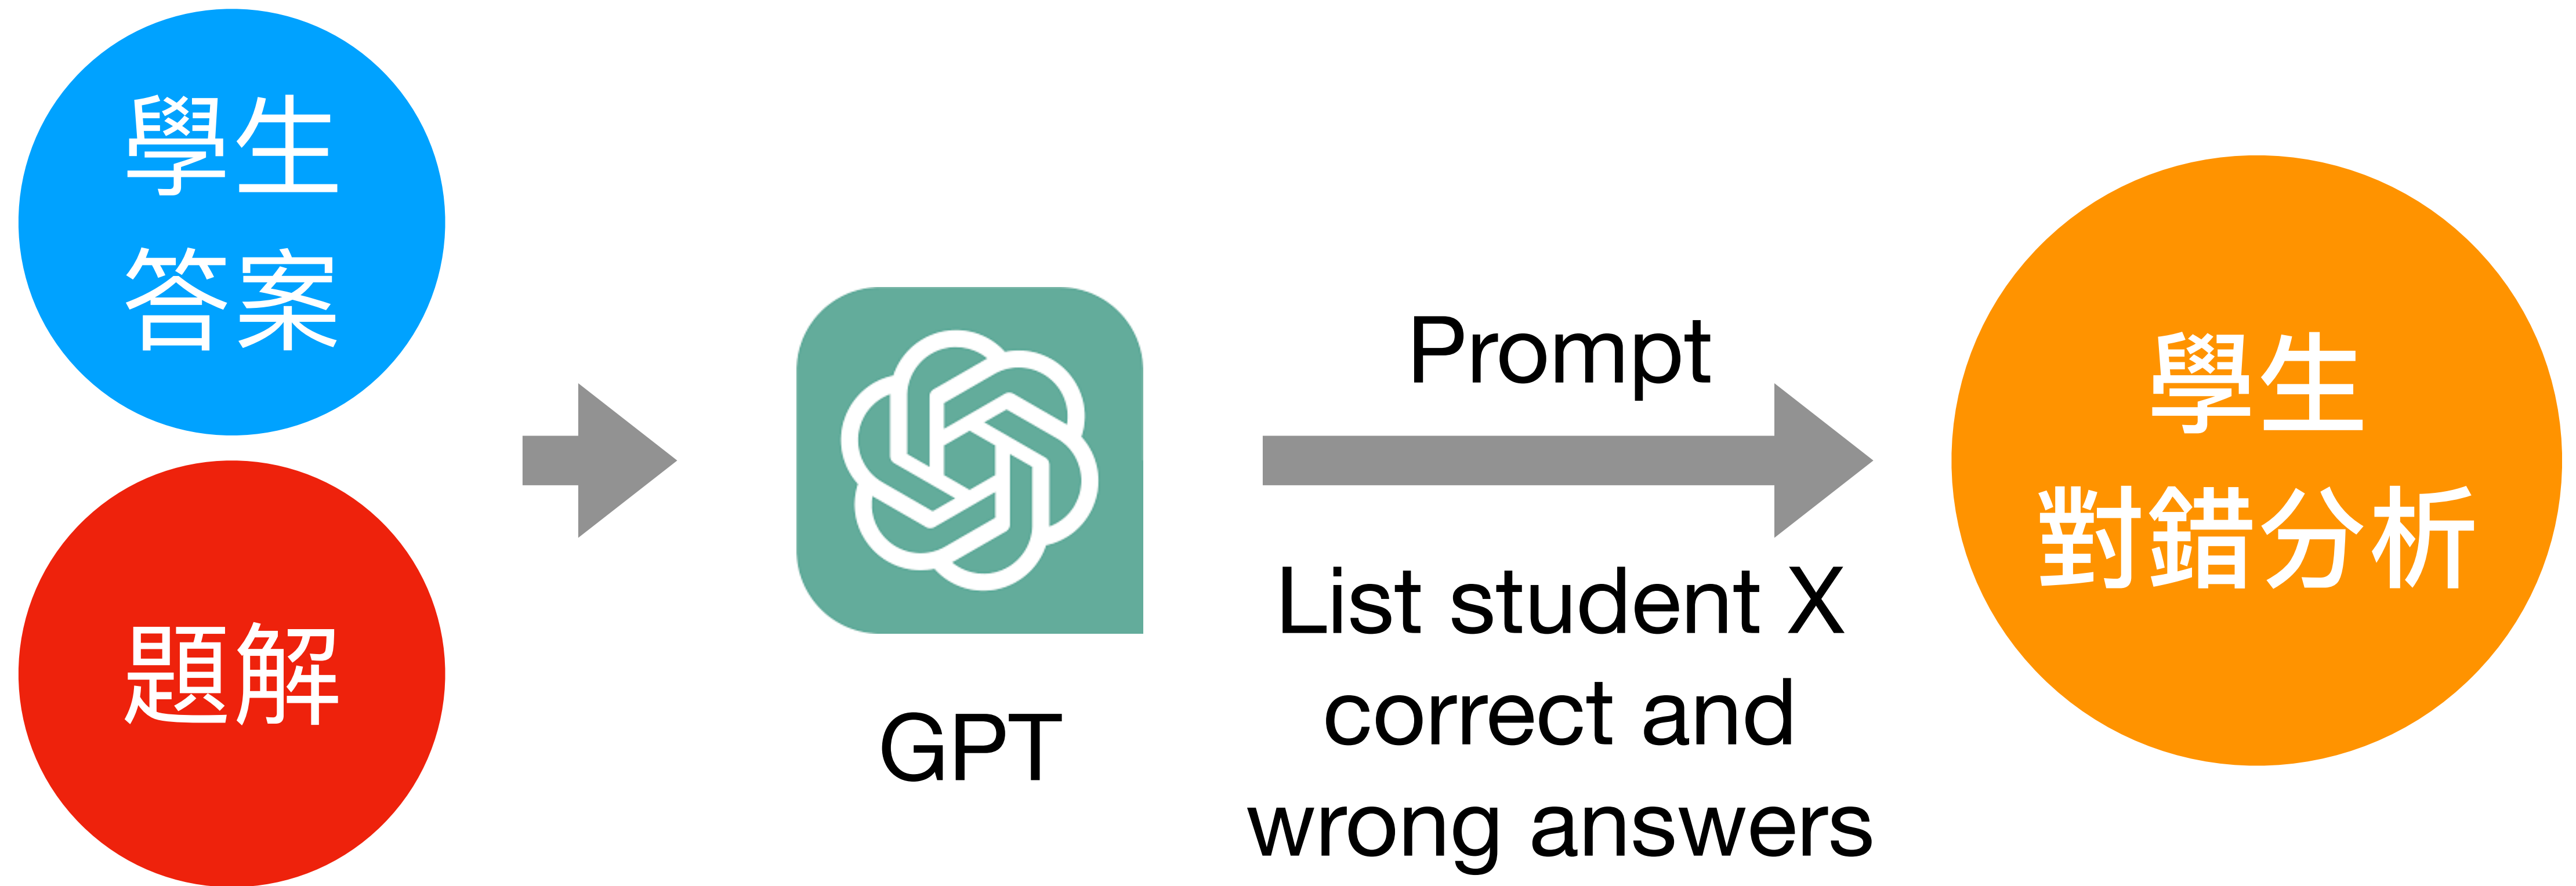 學生
答案
題解
GPT
Prompt
List student X
correct and
wrong answers
學生
對錯分析